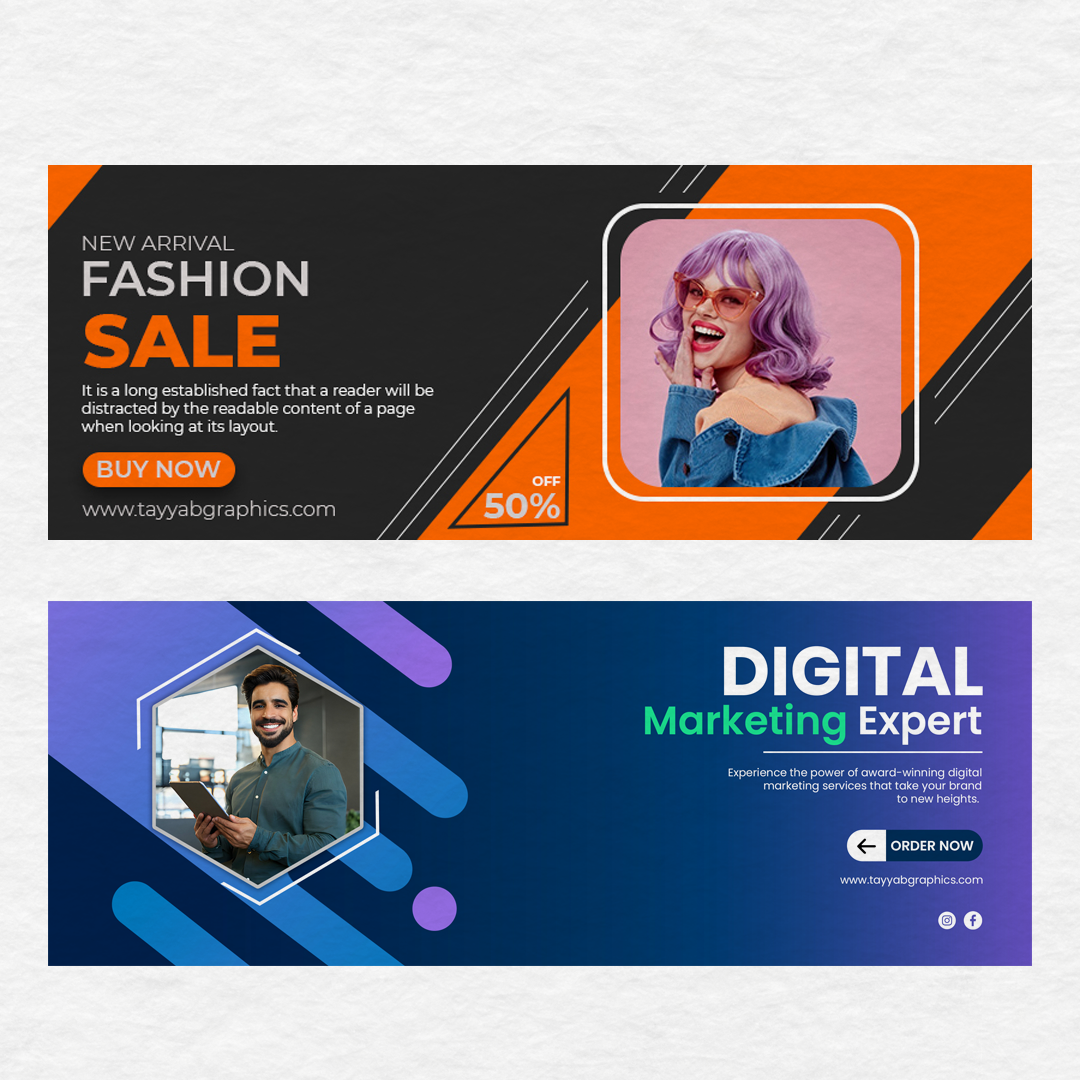 NEW ARRIVAL
FASHION
SALE
It is a long established fact that a reader will be
distracted by the readable content of a page
when looking at its layout.
BUY NOW
www.tayyabgraphics.com
OFF
50%
DIGITAL
Marketing Expert
Experience the power of award-winning digital
marketing services that take your brand
to new heights.
ORDER NOW
www.tayyabgraphics.com